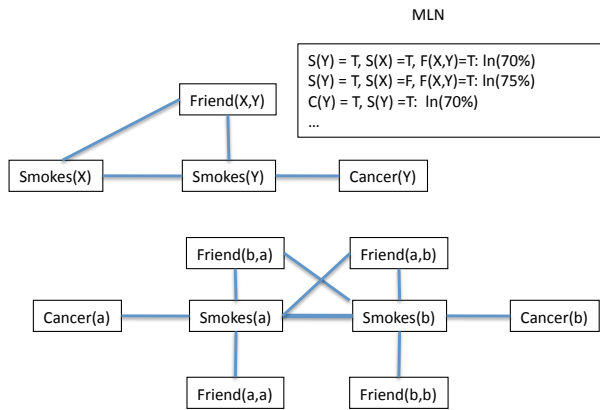 MLN
S(Y) = T, S(X) =T, F(X,Y)=T: ln(70%)
S(Y) = T, S(X) =F, F(X,Y)=T: ln(75%)
C(Y) = T, S(Y) =T:  ln(70%)
...
Friend(X,Y)
Smokes(X) Smokes(Y) Cancer(Y)
Friend(b,a) Friend(a,b)
Cancer(a) Smokes(a) Smokes(b) Cancer(b)
Friend(a,a) Friend(b,b)